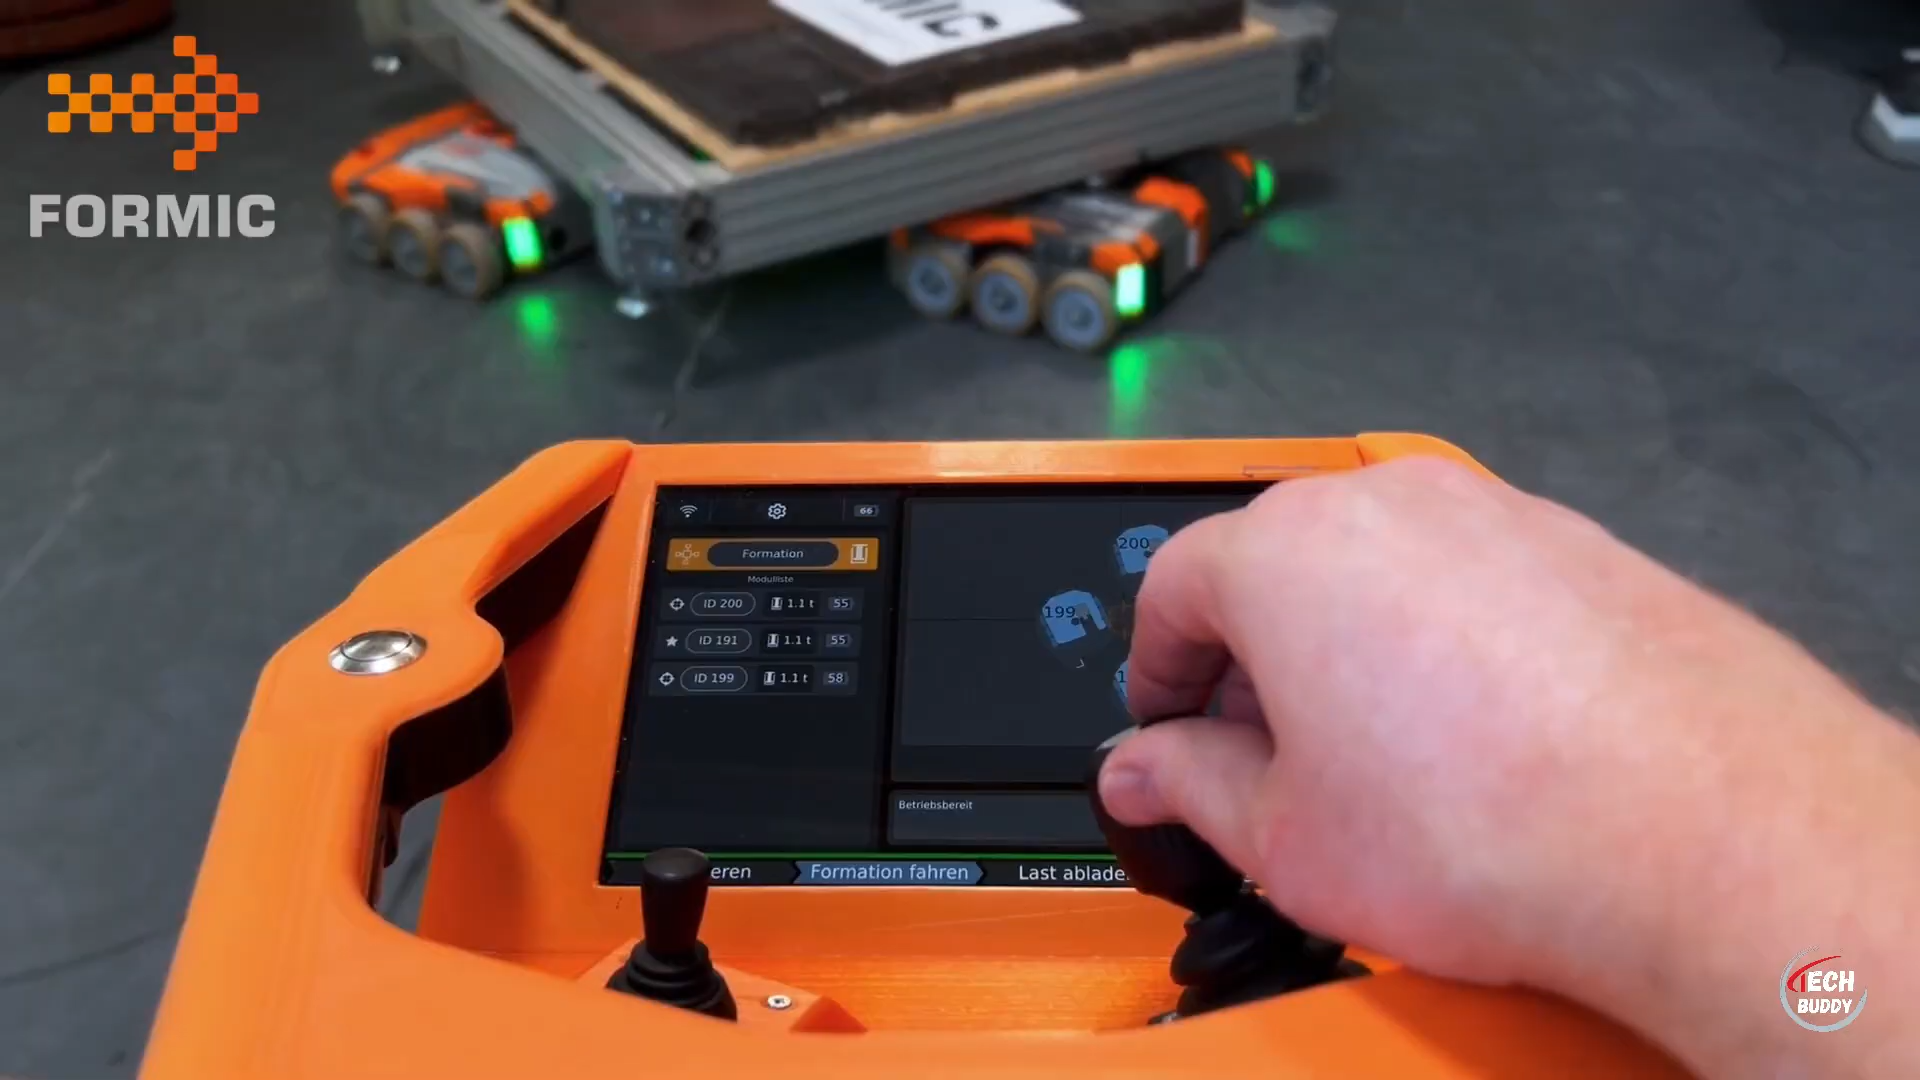 FORMIC
66
Formation
Modulliste
ID 200 1.1 t 55
ID 191 1.1 t 55
ID 199 1.1 t 58
200
199
Betriebsbereit
eren
Formation fahren
Last ablade
TECH
BUDDY